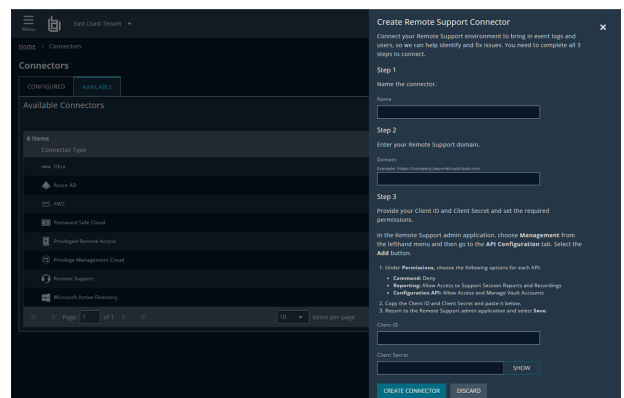 Menu
East Coast Tenant
Home > Connectors
Connectors
CONFIGURED
AVAILABLE
Available Connectors
8 Items
Connector Type
okta Okta
Azure AD
aws AWS
Password Safe Cloud
Privileged Remote Access
Privilege Management Cloud
Remote Support
Microsoft Active Directory
Page 1 of 1
10 Items per page
Create Remote Support Connector
Connect your Remote Support environment to bring in event logs and
users, so we can help identify and fix issues. You need to complete all 3
steps to connect.
Step 1
Name the connector.
Name
Step 2
Enter your Remote Support domain.
Domain
Example: https://company.beyondtrustcloud.com
Step 3
Provide your Client ID and Client Secret and set the required
permissions.
In the Remote Support admin application, choose Management from
the lefthand menu and then go to the API Configuration tab. Select the
Add button.
1. Under Permissions, choose the following options for each API:
• Command: Deny
• Reporting: Allow Access to Support Session Reports and Recordings
• Configuration API: Allow Access and Manage Vault Accounts
2. Copy the Client ID and Client Secret and paste it below.
3. Return to the Remote Support admin application and select Save.
Client ID
Client Secret
SHOW
CREATE CONNECTOR
DISCARD